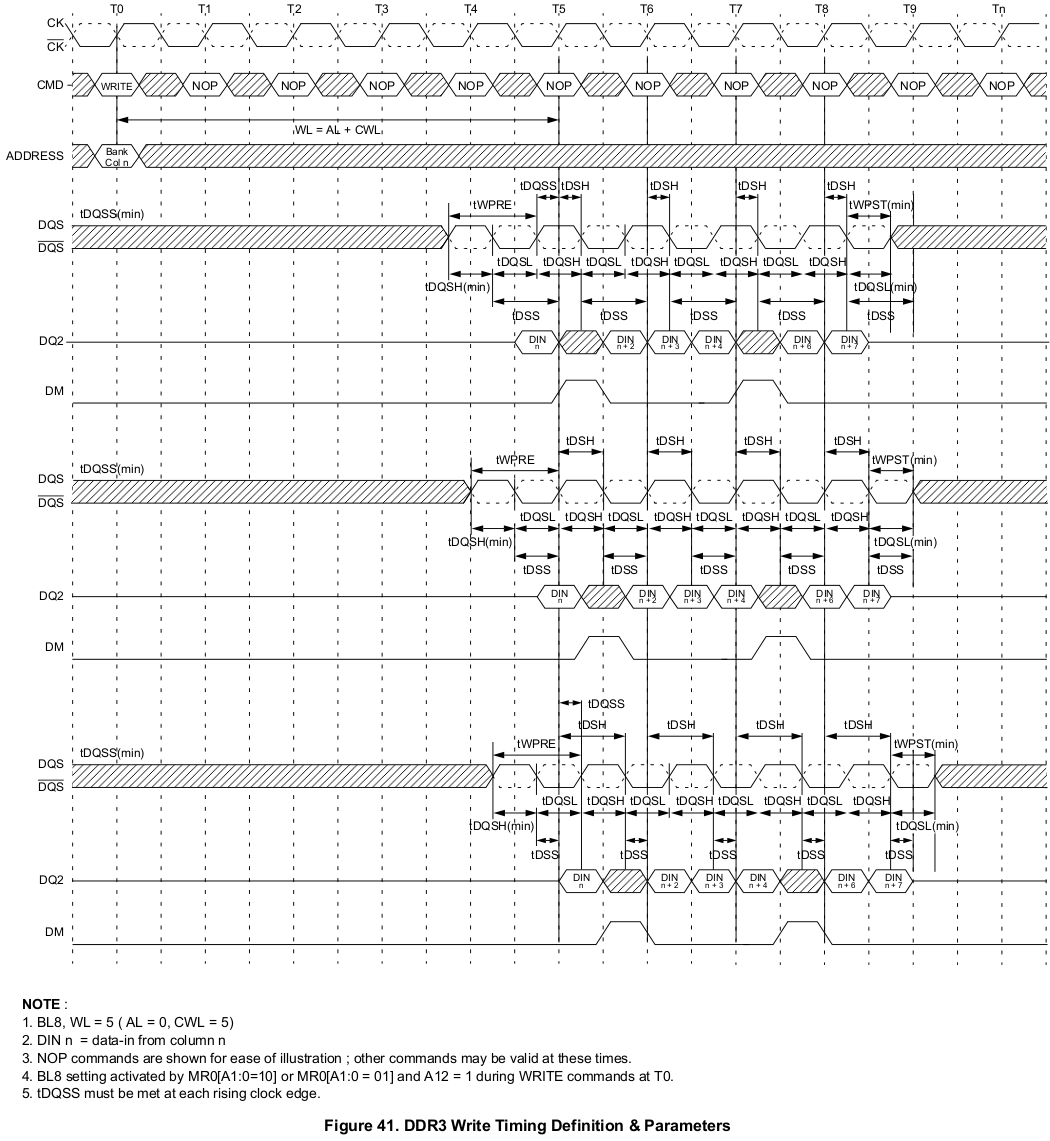 T0 T1 T2 T3 T4 T5 T6 T7 T8 T9 Tn
CK
CK
CMD WRITE NOP NOP NOP NOP NOP NOP NOP NOP NOP NOP
WL = AL + CWL
ADDRESS Bank
Col n
tDQSS tDSH tDSH tDSH tDSH
tDQSS(min) tWPRE tWPST(min)
DQS
DQS
tDQSL tDQSH tDQSL tDQSH tDQSL tDQSH tDQSL tDQSH
tDQSH(min) tDQSL(min)
tDSS tDSS tDSS tDSS tDSS
DQ2 DIN DIN DIN DIN DIN DIN
n n + 2 n + 3 n + 4 n + 6 n + 7
DM
tDSH tDSH tDSH tDSH
tDQSS(min) tWPRE tWPST(min)
DQS
DQS
tDQSL tDQSH tDQSL tDQSH tDQSL tDQSH tDQSL tDQSH
tDQSH(min) tDQSL(min)
tDSS tDSS tDSS tDSS tDSS
DQ2 DIN DIN DIN DIN DIN DIN
n n + 2 n + 3 n + 4 n + 6 n + 7
DM
tDQSS
tDSH tDSH tDSH tDSH
tDQSS(min) tWPRE tWPST(min)
DQS
DQS
tDQSL tDQSH tDQSL tDQSH tDQSL tDQSH tDQSL tDQSH
tDQSH(min) tDQSL(min)
tDSS tDSS tDSS tDSS tDSS
DQ2 DIN DIN DIN DIN DIN DIN
n n + 2 n + 3 n + 4 n + 6 n + 7
DM
NOTE :
1. BL8, WL = 5 ( AL = 0, CWL = 5)
2. DIN n = data-in from column n
3. NOP commands are shown for ease of illustration ; other commands may be valid at these times.
4. BL8 setting activated by MR0[A1:0=10] or MR0[A1:0 = 01] and A12 = 1 during WRITE commands at T0.
5. tDQSS must be met at each rising clock edge.
Figure 41. DDR3 Write Timing Definition & Parameters